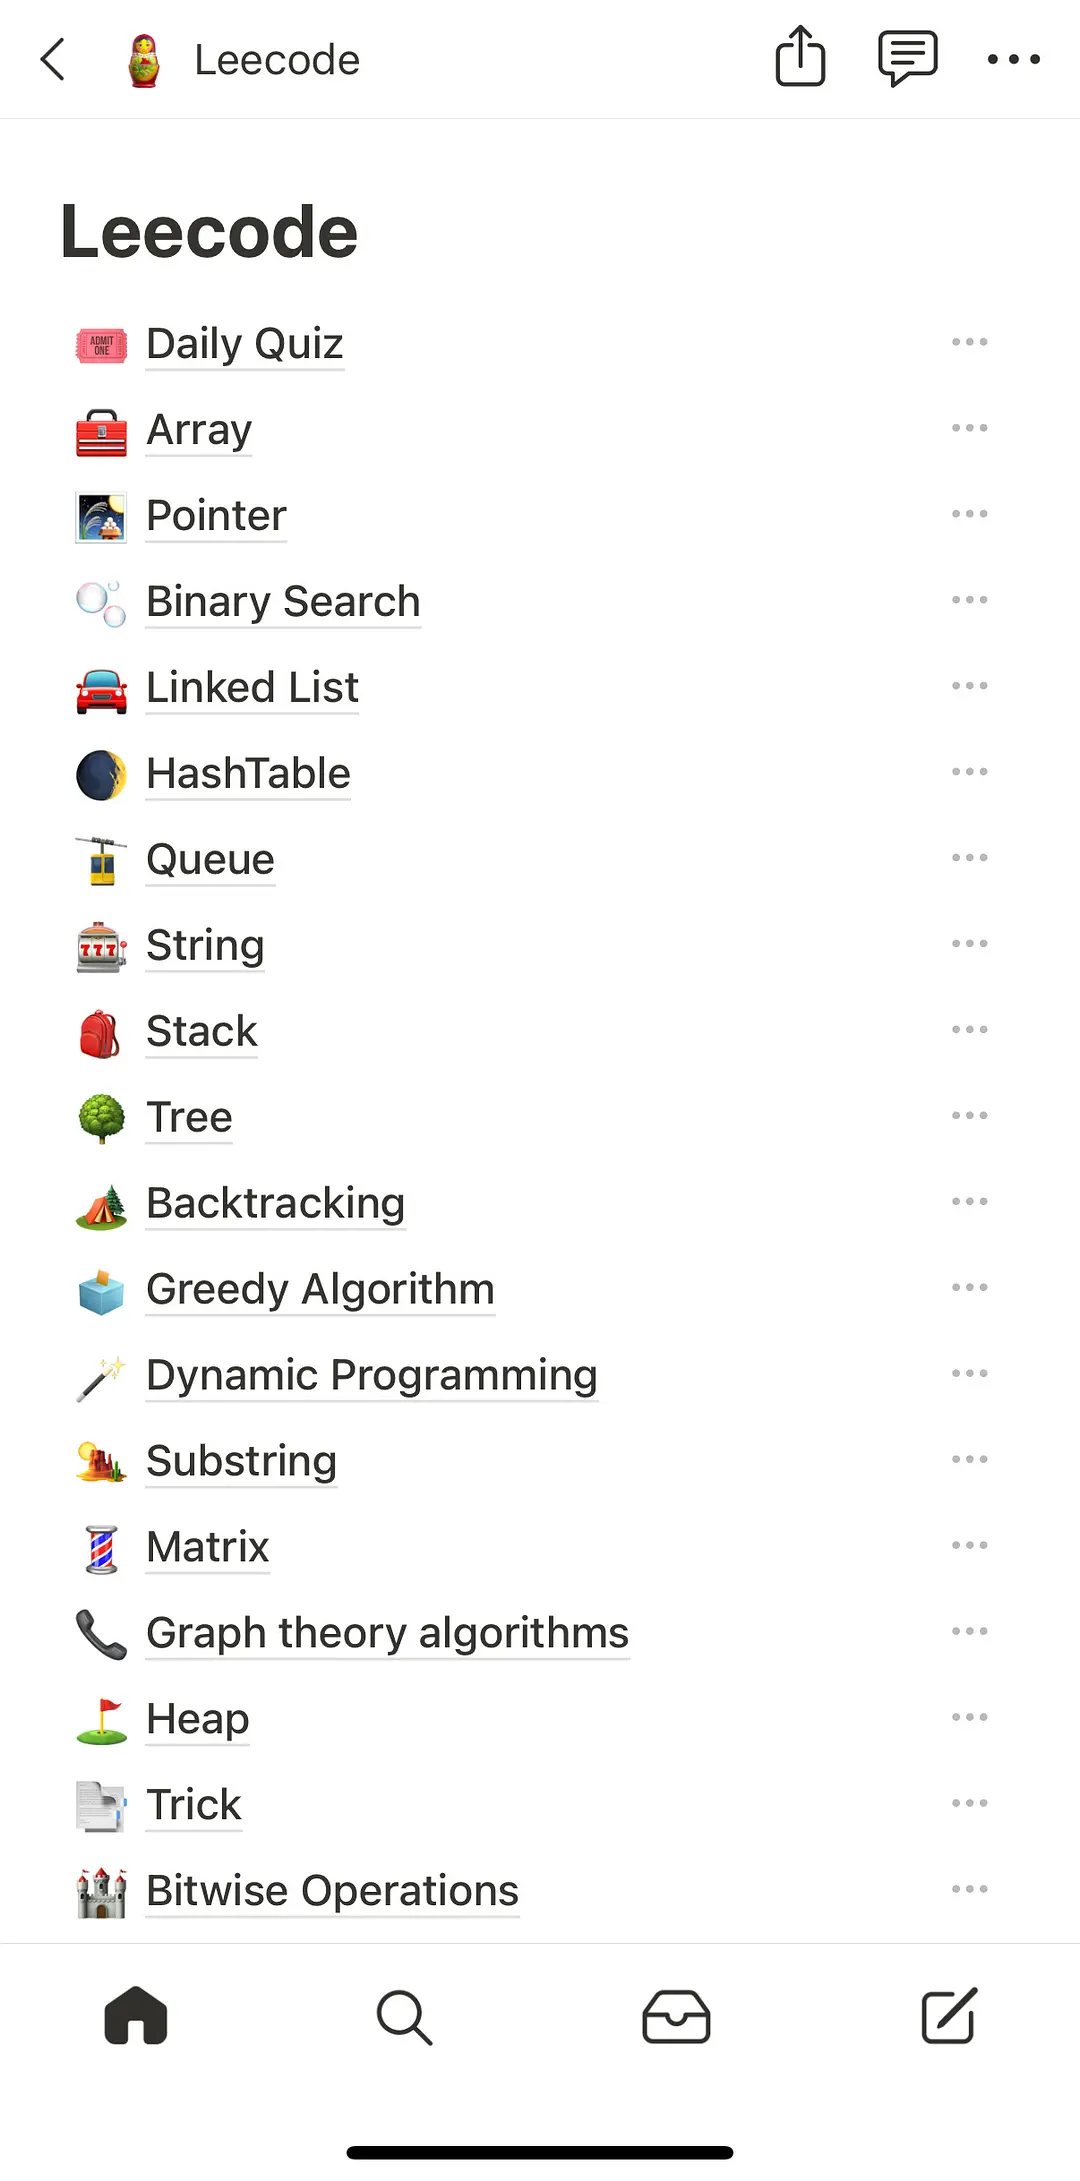 Leecode
Leecode
ADMIT
ONE
Daily Quiz
Array
Pointer
Binary Search
Linked List
HashTable
Queue
777
String
Stack
Tree
Backtracking
Greedy Algorithm
Dynamic Programming
Substring
Matrix
Graph theory algorithms
Heap
Trick
Bitwise Operations